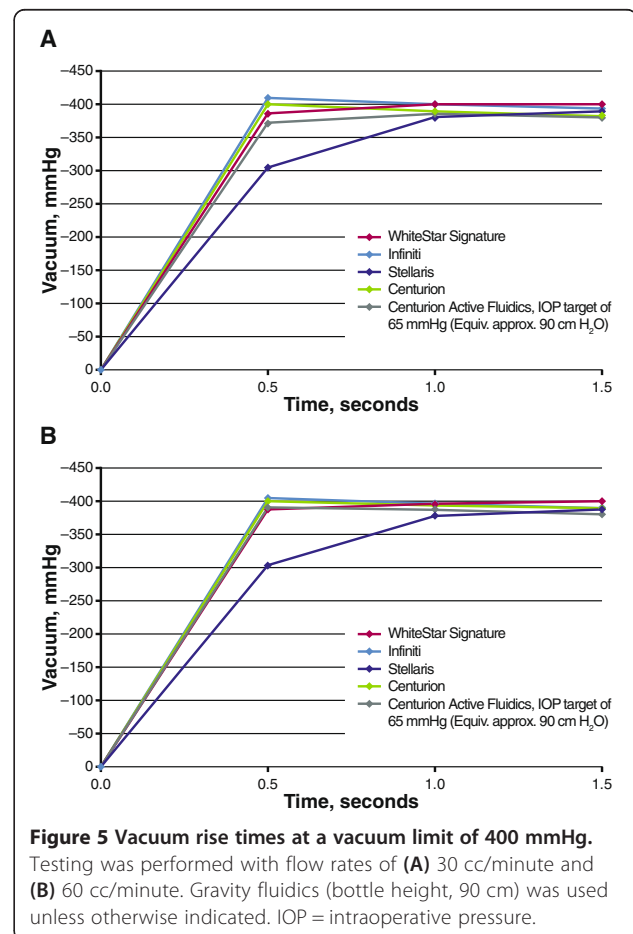 A
–450
–400
–350
–300
–250
–200
–150
–100
–50
0
Vacuum, mmHg
WhiteStar Signature
Infiniti
Stellaris
Centurion
Centurion Active Fluidics, IOP target of
65 mmHg (Equiv. approx. 90 cm H₂O)
0.0 0.5 1.0 1.5
Time, seconds
B
–450
–400
–350
–300
–250
–200
–150
–100
–50
0
Vacuum, mmHg
WhiteStar Signature
Infiniti
Stellaris
Centurion
Centurion Active Fluidics, IOP target of
65 mmHg (Equiv. approx. 90 cm H₂O)
0.0 0.5 1.0 1.5
Time, seconds
Figure 5 Vacuum rise times at a vacuum limit of 400 mmHg.
Testing was performed with flow rates of (A) 30 cc/minute and
(B) 60 cc/minute. Gravity fluidics (bottle height, 90 cm) was used
unless otherwise indicated. IOP = intraoperative pressure.